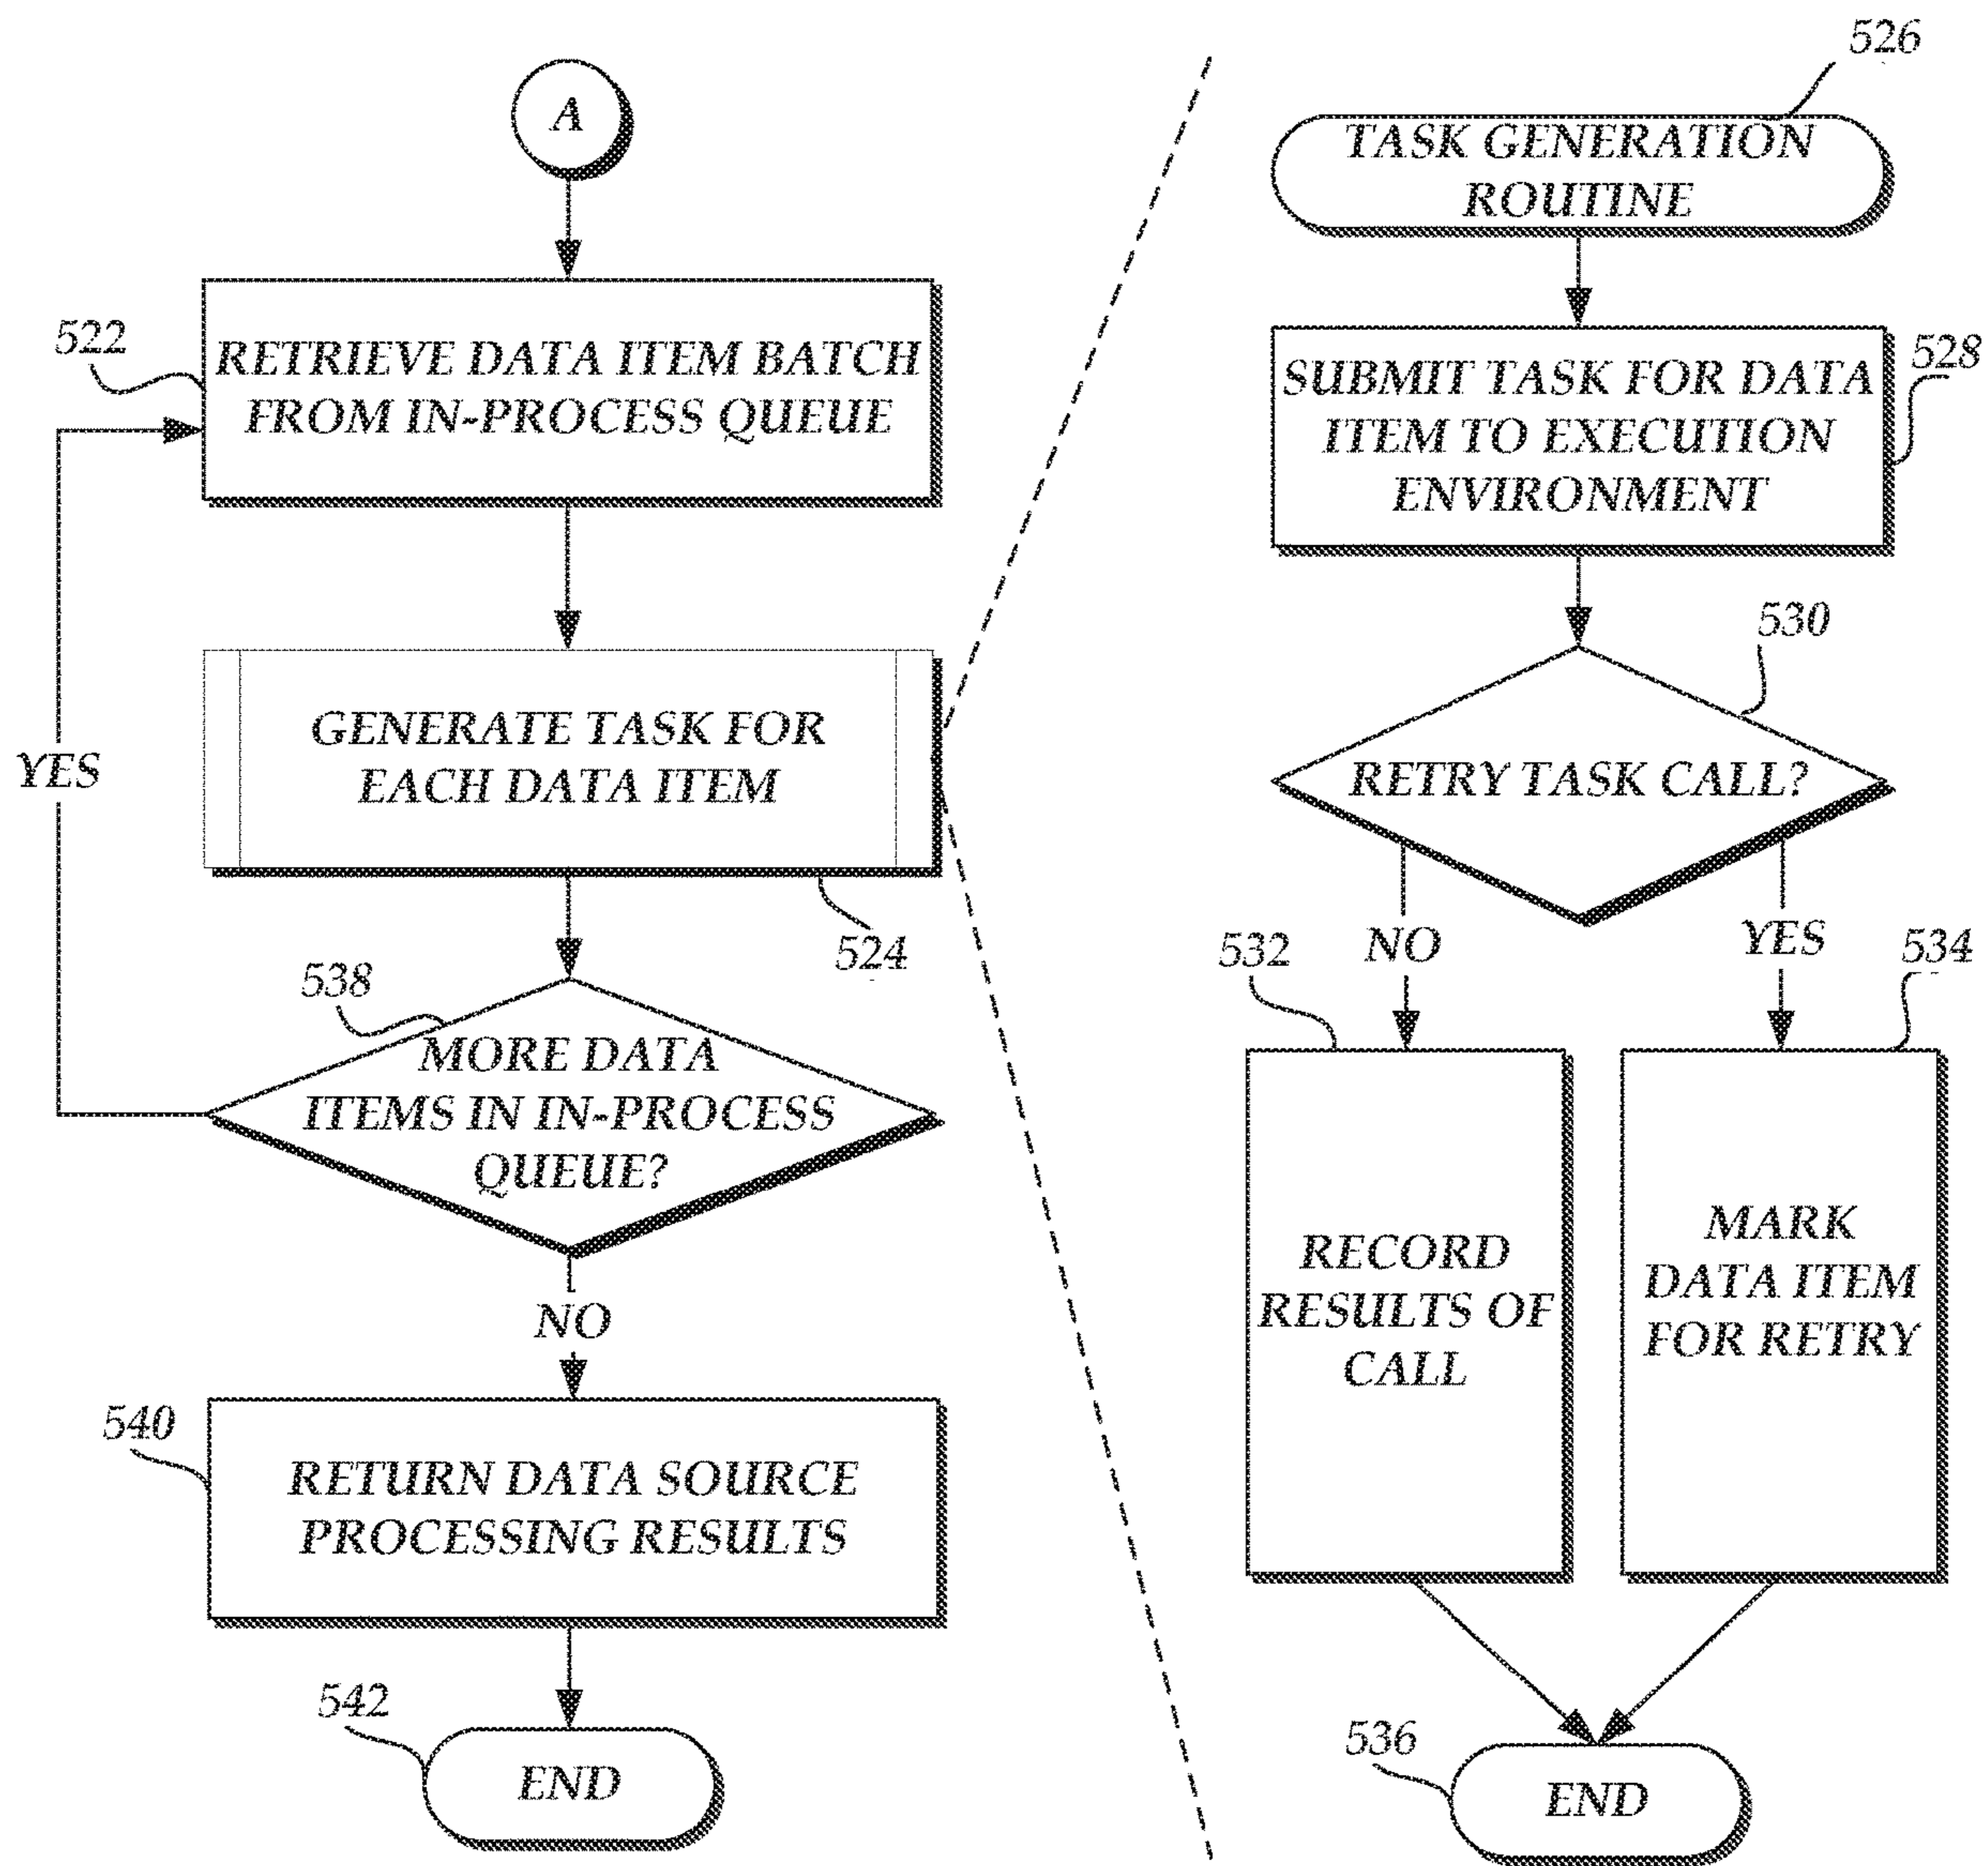 A
522
RETRIEVE DATA ITEM BATCH
FROM IN-PROCESS QUEUE
YES
GENERATE TASK FOR
EACH DATA ITEM
524
538
MORE DATA
ITEMS IN IN-PROCESS
QUEUE?
NO
540
RETURN DATA SOURCE
PROCESSING RESULTS
542
END
526
TASK GENERATION
ROUTINE
528
SUBMIT TASK FOR DATA
ITEM TO EXECUTION
ENVIRONMENT
530
RETRY TASK CALL?
NO
YES
532
RECORD
RESULTS OF
CALL
534
MARK
DATA ITEM
FOR RETRY
536
END